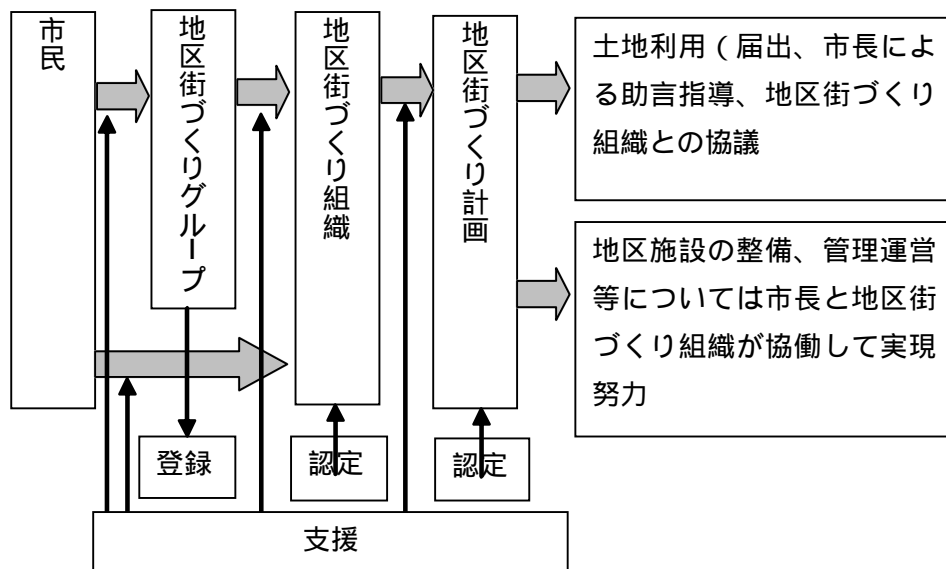 市民
地区街づくりグループ
地区街づくり組織
地区街づくり計画
土地利用(届出、市長によ
る助言指導、地区街づくり
組織との協議
地区施設の整備、管理運営
等については市長と地区街
づくり組織が協働して実現
努力
登録
認定
認定
支援